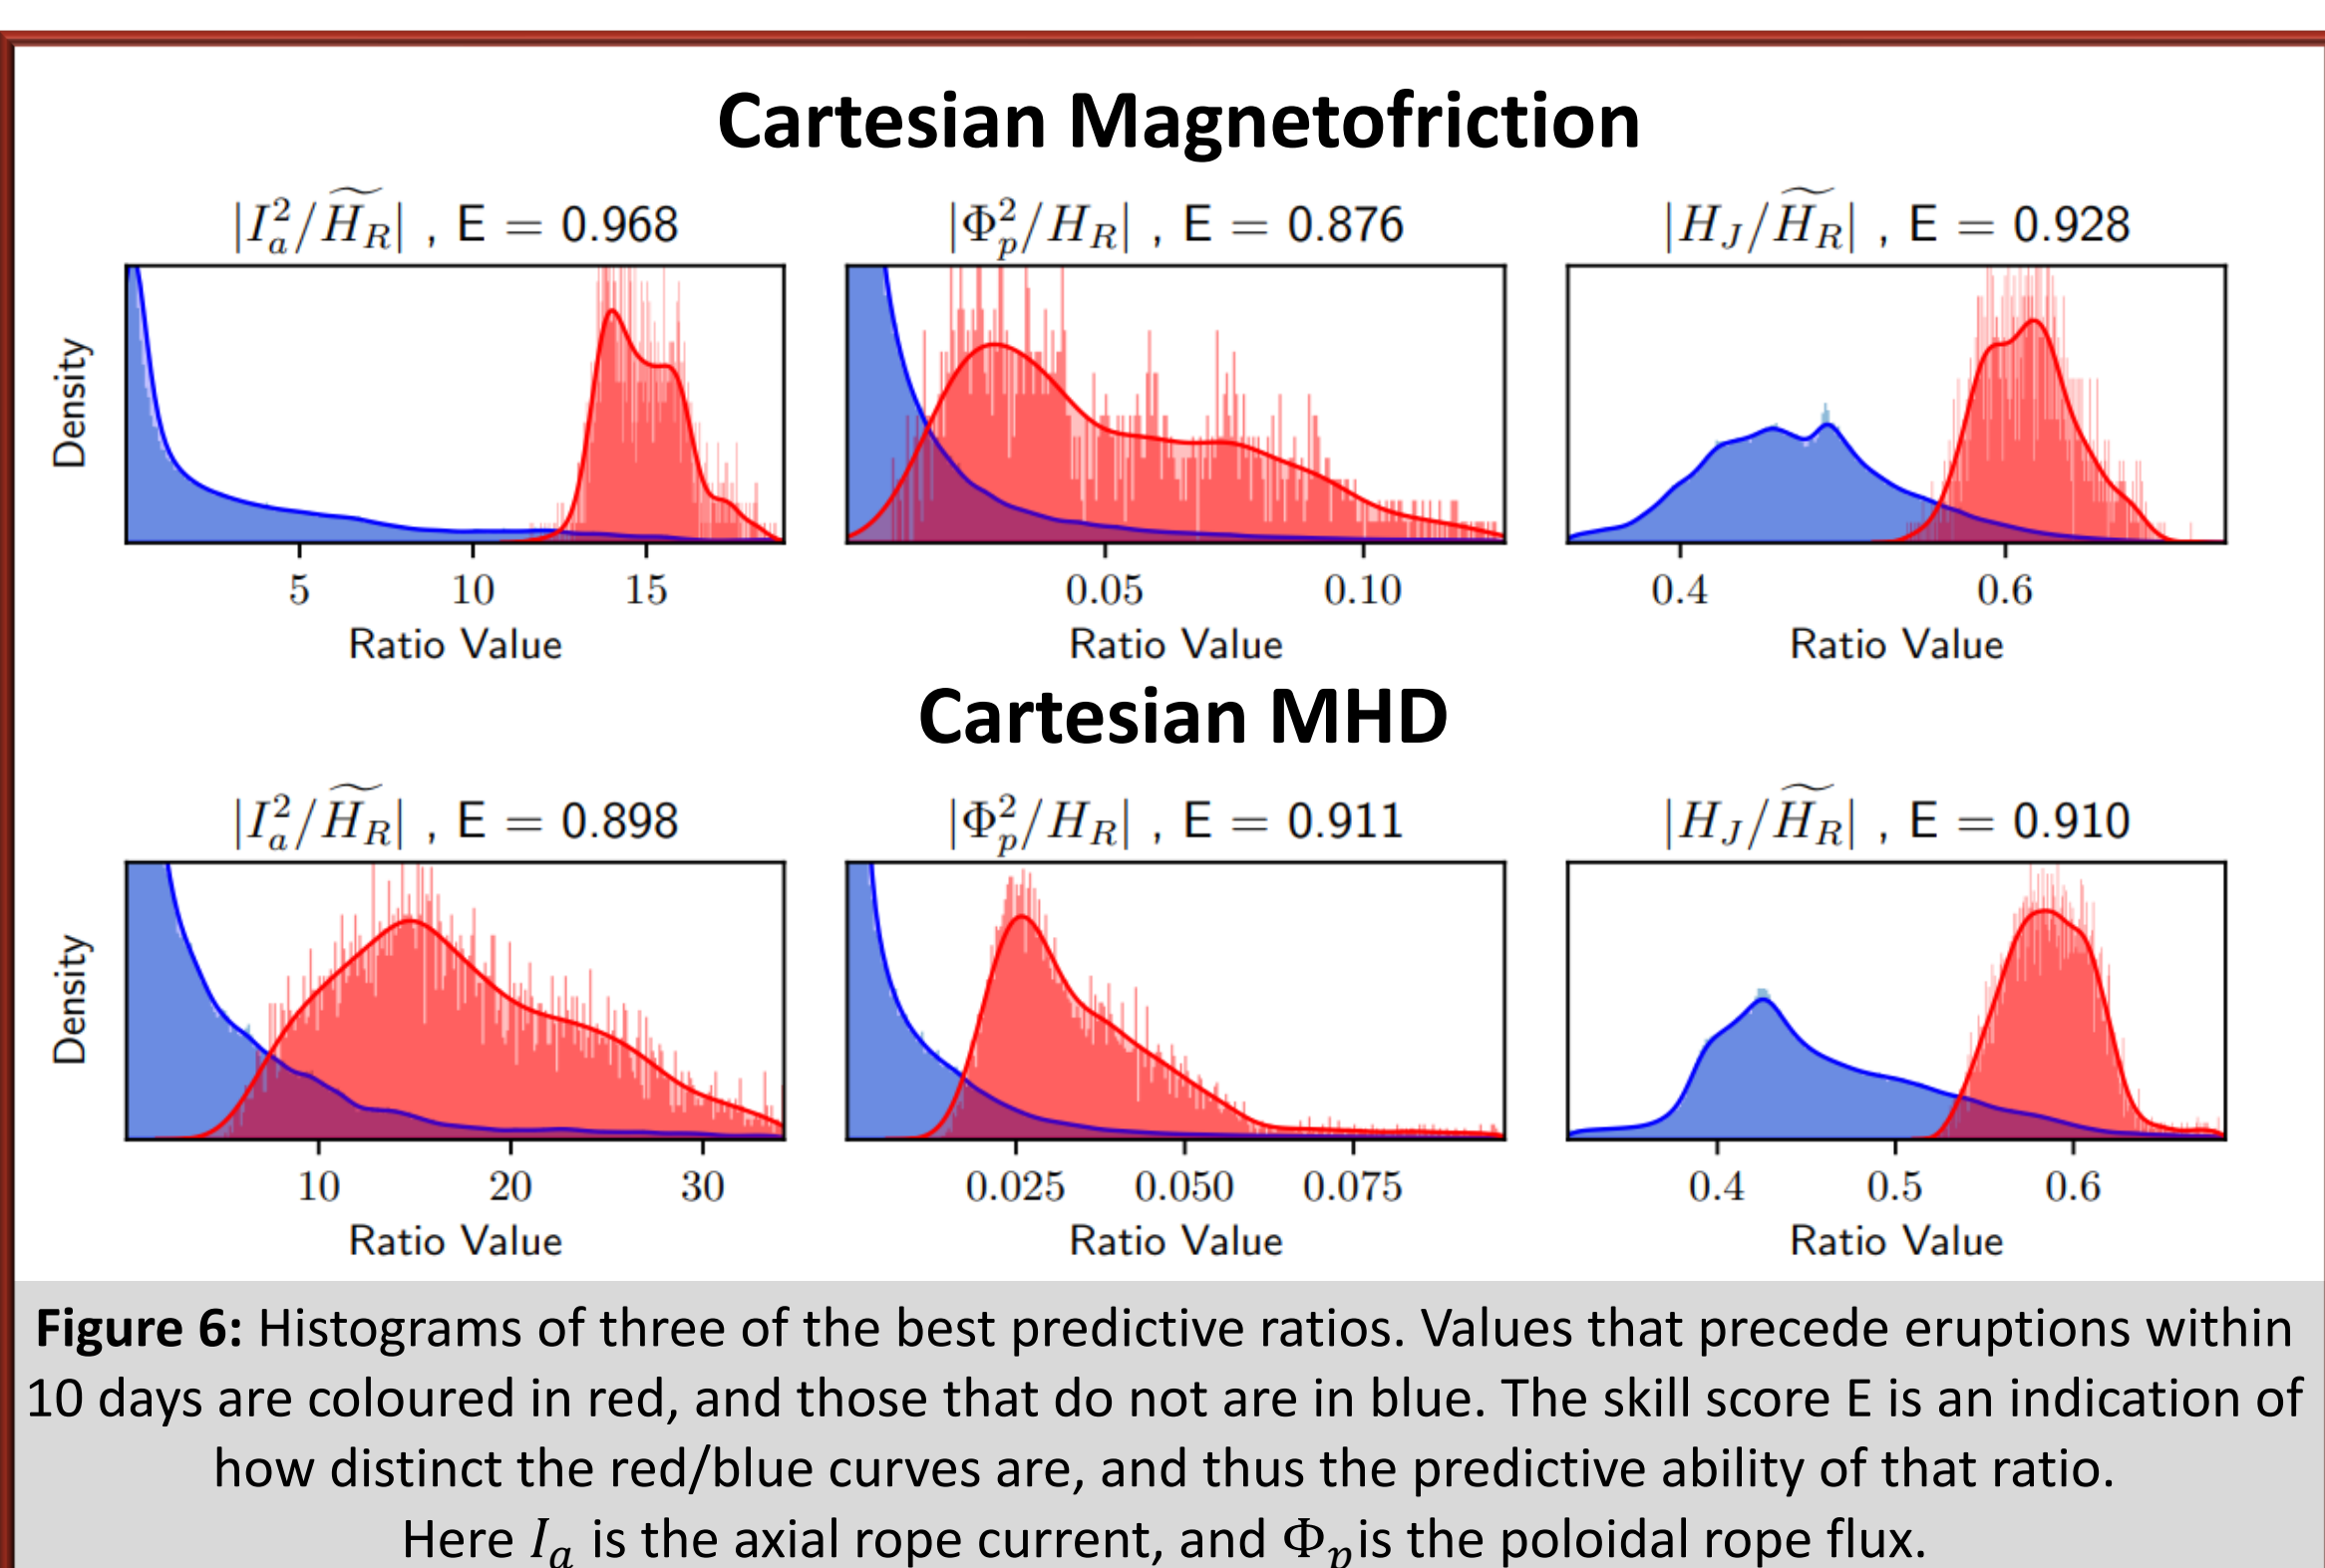 Cartesian Magnetofriction
|I_a^2/\widetilde{H_R}| , E = 0.968
|Φ_p^2/H_R| , E = 0.876
|H_J/\widetilde{H_R}| , E = 0.928
Density
5 10 15
0.05 0.10
0.4 0.6
Ratio Value
Ratio Value
Ratio Value
Cartesian MHD
|I_a^2/\widetilde{H_R}| , E = 0.898
|Φ_p^2/H_R| , E = 0.911
|H_J/\widetilde{H_R}| , E = 0.910
Density
10 20 30
0.025 0.050 0.075
0.4 0.5 0.6
Ratio Value
Ratio Value
Ratio Value
Figure 6: Histograms of three of the best predictive ratios. Values that precede eruptions within
10 days are coloured in red, and those that do not are in blue. The skill score E is an indication of
how distinct the red/blue curves are, and thus the predictive ability of that ratio.
Here I_a is the axial rope current, and Φ_p is the poloidal rope flux.